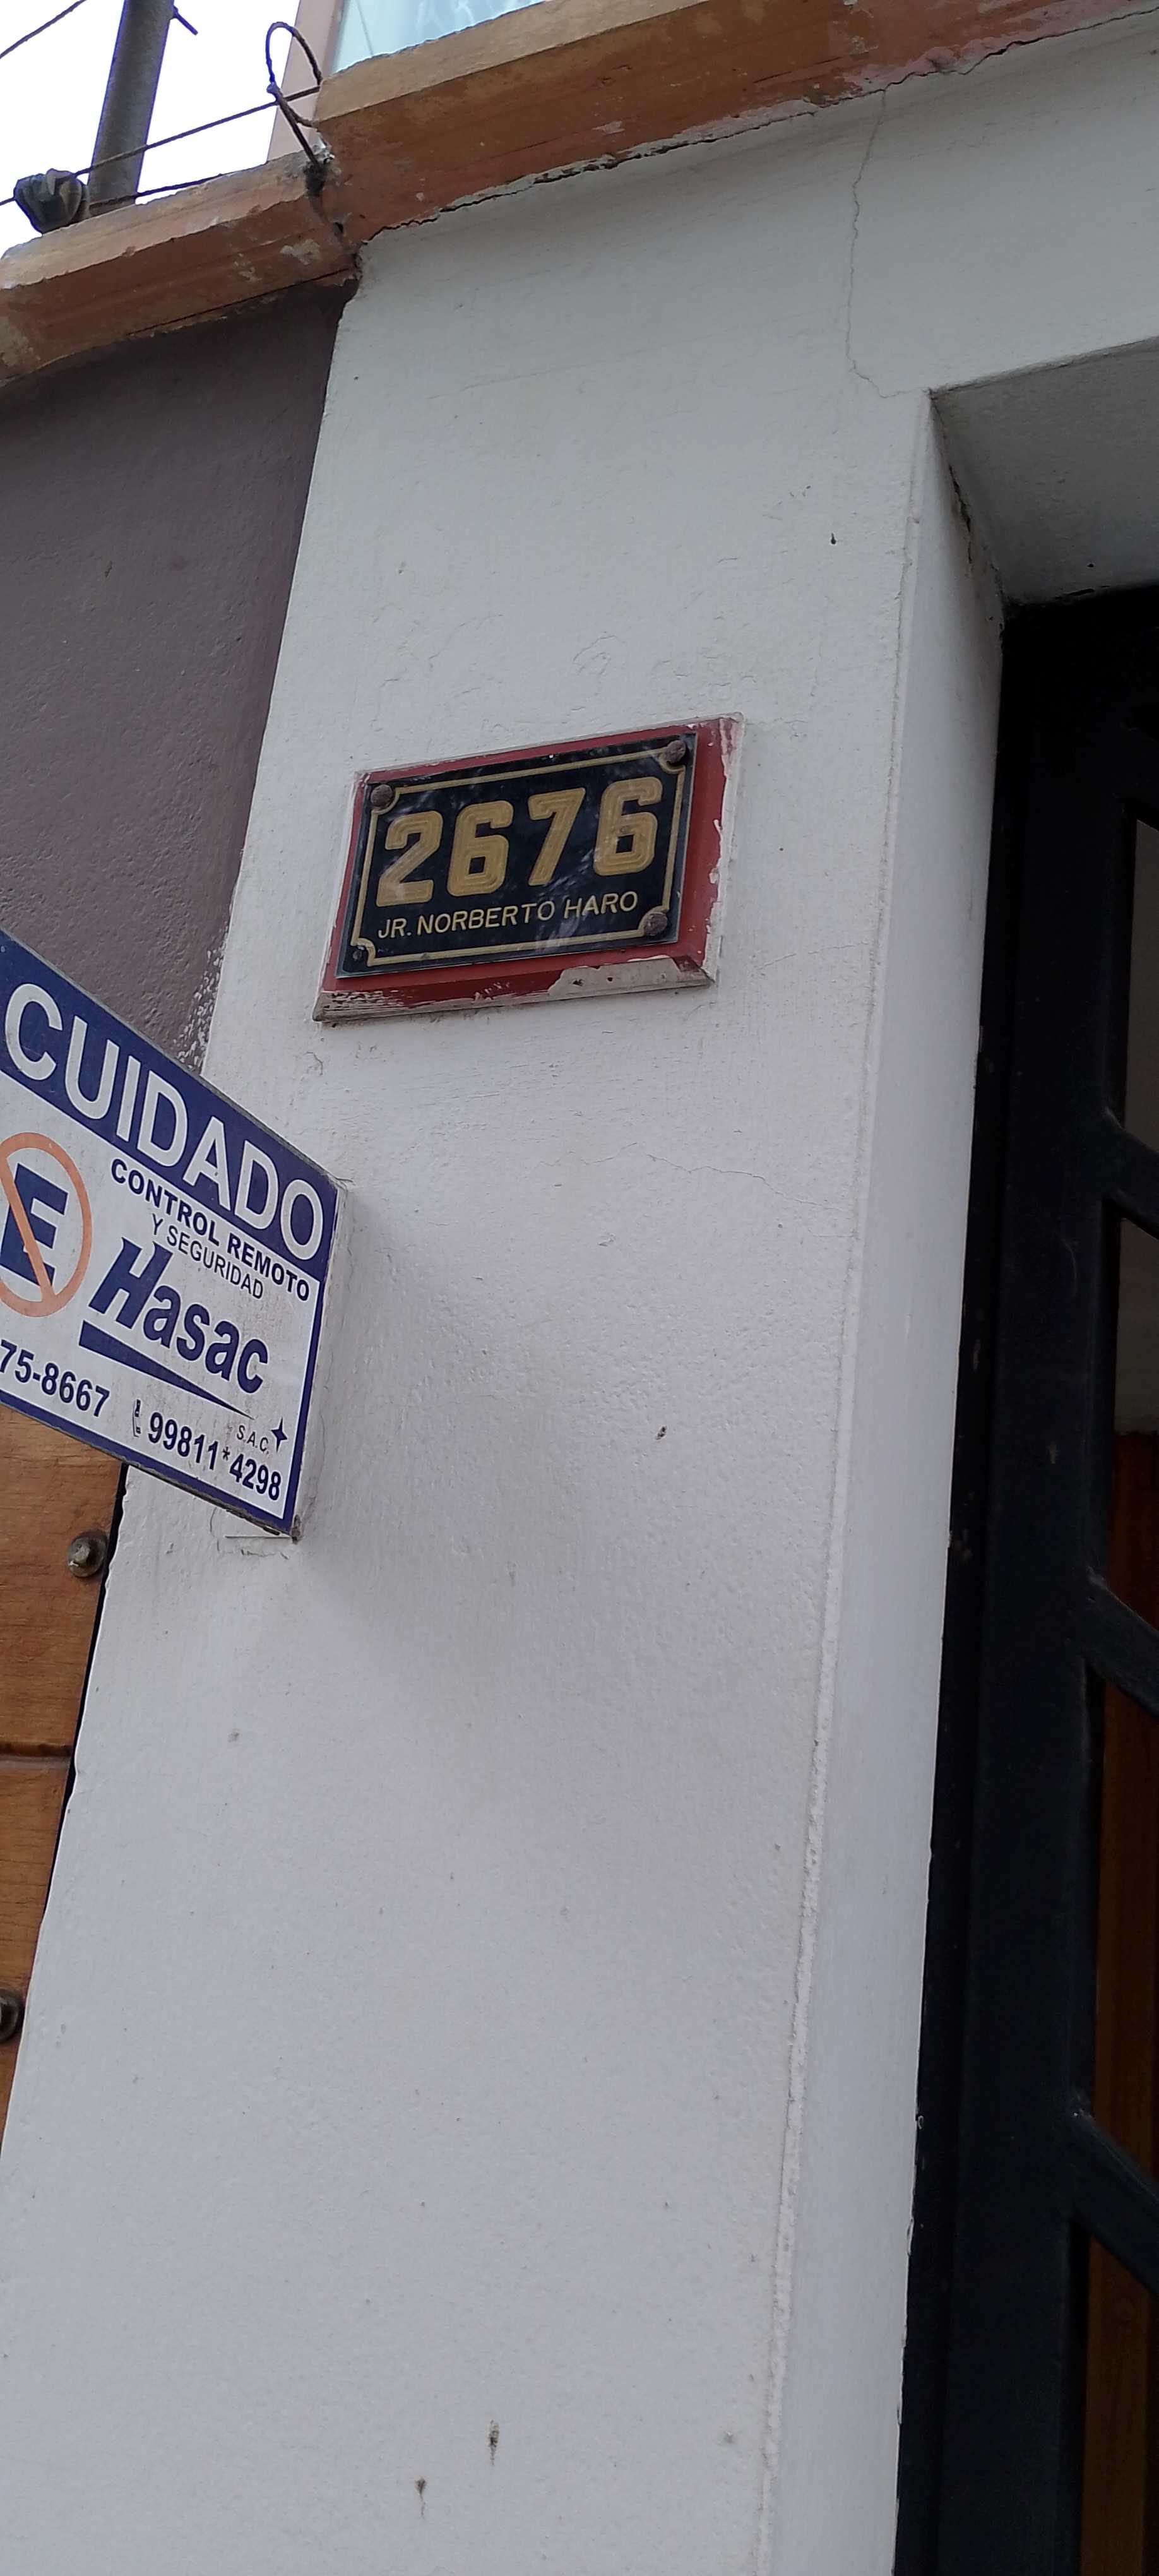 2676
JR. NORBERTO HARO
CUIDADO
CONTROL REMOTO
Y SEGURIDAD
E
Hasac
S.A.C.
75-8667 99811*4298